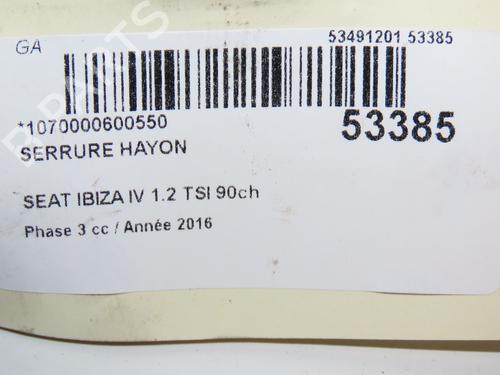 GA
53491201 53385
*1070000600550
53385
SERRURE HAYON
SEAT IBIZA IV 1.2 TSI 90ch
Phase 3 cc / Année 2016
B-PARTS